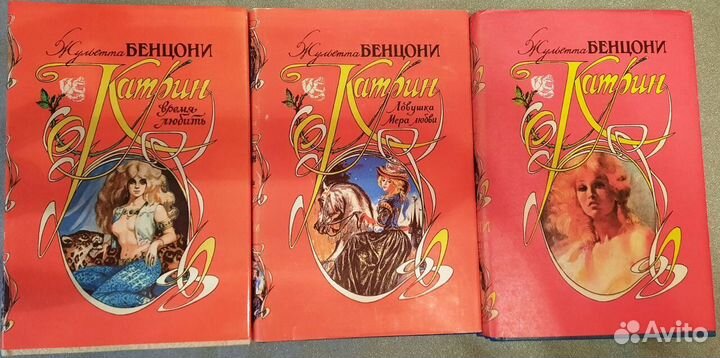 Жульетта БЕНЦОНИ
Катрин
время
любить
Жульетта БЕНЦОНИ
Катрин
Ловушка
Мера любви
Жульетта БЕНЦОНИ
Катрин
Avito